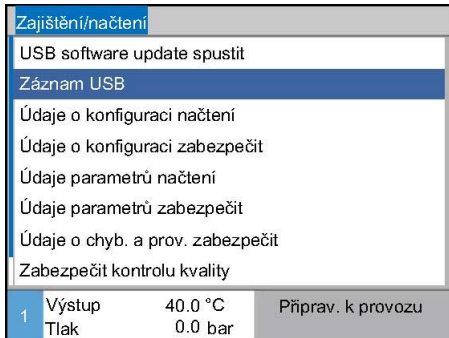 Zajištění/načtení
USB software update spustit
Záznam USB
Údaje o konfiguraci načtení
Údaje o konfiguraci zabezpečit
Údaje parametrů načtení
Údaje parametrů zabezpečit
Údaje o chyb. a prov. zabezpečit
Zabezpečit kontrolu kvality
1 Výstup 40.0 °C Připrav. k provozu
Tlak 0.0 bar